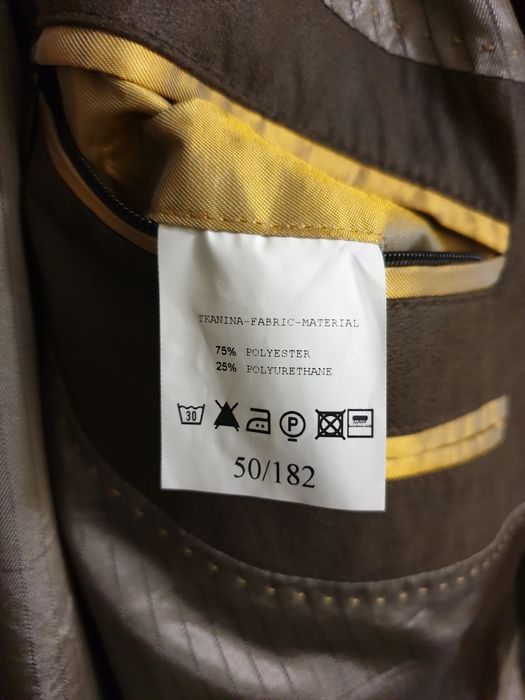 TKANINA-FABRIC-MATERIAL
75% POLYESTER
25% POLYURETHANE
30 P
50/182